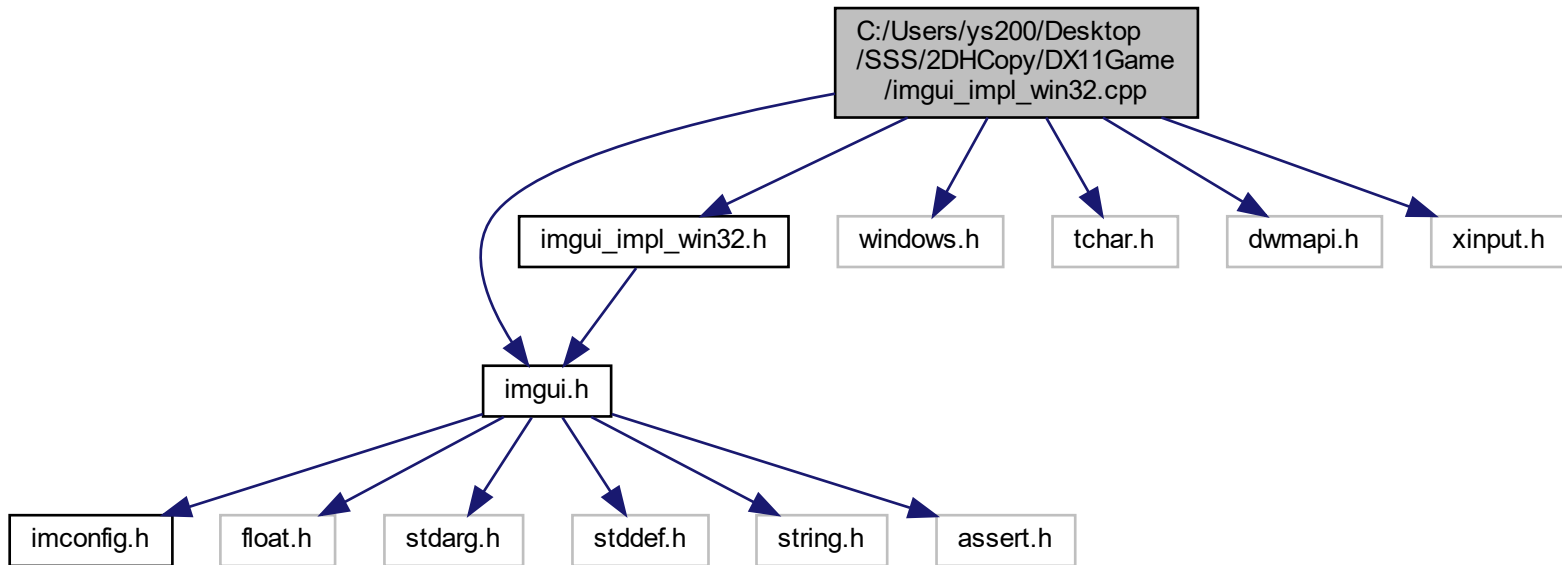 C:/Users/ys200/Desktop
/SSS/2DHCopy/DX11Game
/imgui_impl_win32.cpp
imgui_impl_win32.h
windows.h
tchar.h
dwmapi.h
xinput.h
imgui.h
imconfig.h
float.h
stdarg.h
stddef.h
string.h
assert.h